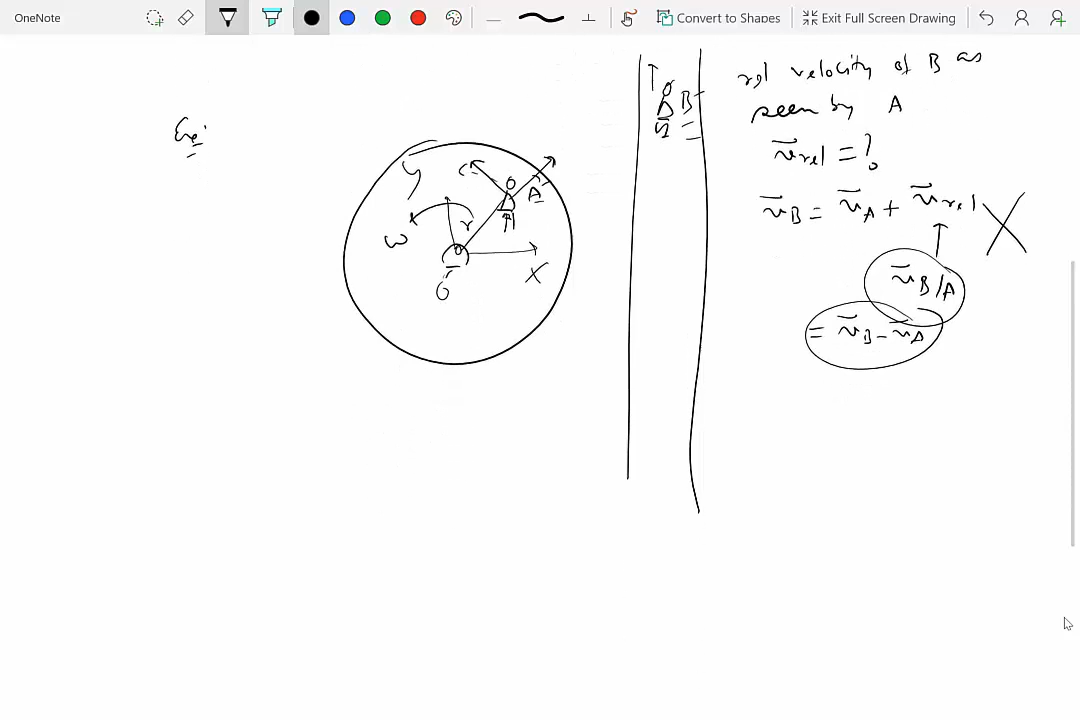 OneNote
Convert to Shapes
Exit Full Screen Drawing
Ex:
rel velocity of B as
seen by A
v̄rel = ?
v̄B = v̄A + v̄rel
v̄B/A
= v̄B - v̄A
B
A
r
ω
y
x
O